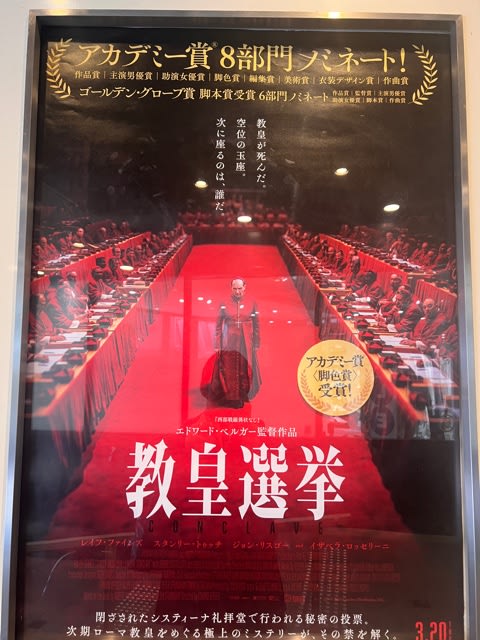 アカデミー賞® 8部門ノミネート!
作品賞|主演男優賞|助演女優賞|脚色賞|編集賞|美術賞|衣装デザイン賞|作曲賞
ゴールデン・グローブ賞 脚本賞受賞 6部門ノミネート
作品賞|監督賞|主演男優賞
助演女優賞|脚本賞|作曲賞
教皇が死んだ。
空位の玉座。
次に座るのは、誰だ。
アカデミー賞
〈脚色賞〉
受賞!
『西部戦線異状なし』
エドワード・ベルガー監督作品
教皇選挙
CONCLAVE
レイフ・ファインズ スタンリー・トゥッチ ジョン・リスゴー and イザベラ・ロッセリーニ
閉ざされたシスティーナ礼拝堂で行われる秘密の投票。
次期ローマ教皇をめぐる極上のミステリーが、その禁を解く。
3.20